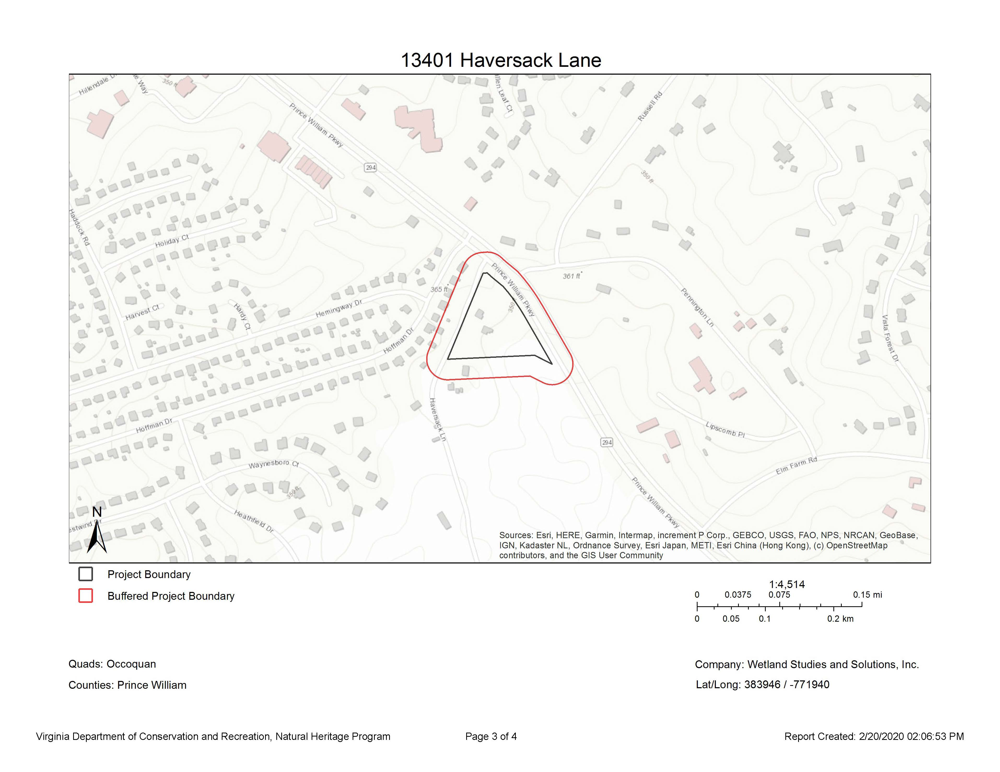 13401 Haversack Lane
Hillendale
Way
350 ft
Prince William Pkwy
294
Leaf Ct
Russell Rd
350 ft
Haddock Rd
Holiday Ct
Harvest Ct
Hardy Ct
Hemingway Dr
Hoffman Dr
365 ft
Prince William Pkwy
350
361 ft
Pennington Ln
Vista Forest Dr
Hoffman Dr
Haversack Ln
Waynesboro Ct
350 ft
Heathfield Dr
294
Lipscomb Pl
Elm Farm Rd
Prince William Pkwy
N
estwind Dr
Sources: Esri, HERE, Garmin, Intermap, increment P Corp., GEBCO, USGS, FAO, NPS, NRCAN, GeoBase,
IGN, Kadaster NL, Ordnance Survey, Esri Japan, METI, Esri China (Hong Kong), (c) OpenStreetMap
contributors, and the GIS User Community
Project Boundary
Buffered Project Boundary
1:4,514
0 0.0375 0.075 0.15 mi
0 0.05 0.1 0.2 km
Quads: Occoquan
Counties: Prince William
Company: Wetland Studies and Solutions, Inc.
Lat/Long: 383946 / -771940
Virginia Department of Conservation and Recreation, Natural Heritage Program
Page 3 of 4
Report Created: 2/20/2020 02:06:53 PM